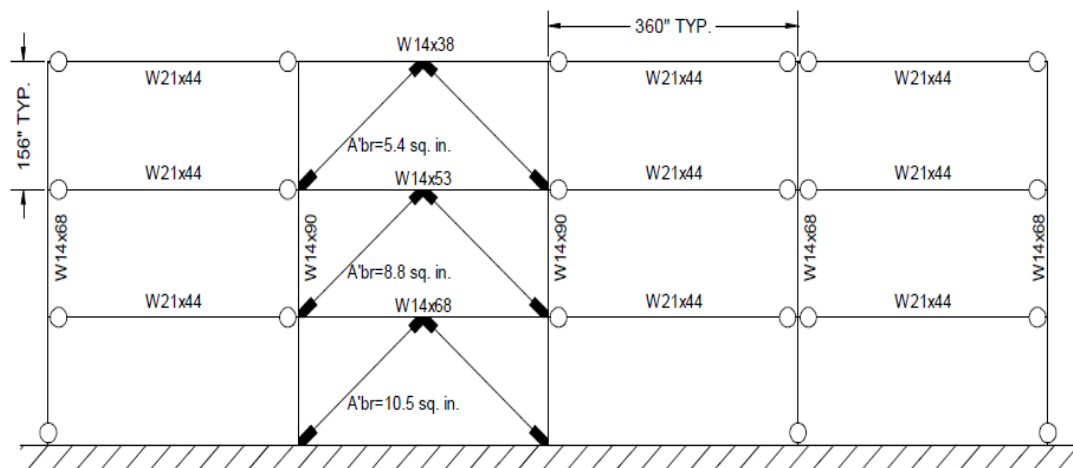 360" TYP.
W14x38
W21x44
W21x44
W21x44
156" TYP.
A'br=5.4 sq. in.
W21x44
W14x53
W21x44
W21x44
W14x68
W14x90
W14x90
W14x68
W14x68
A'br=8.8 sq. in.
W21x44
W14x68
W21x44
W21x44
A'br=10.5 sq. in.